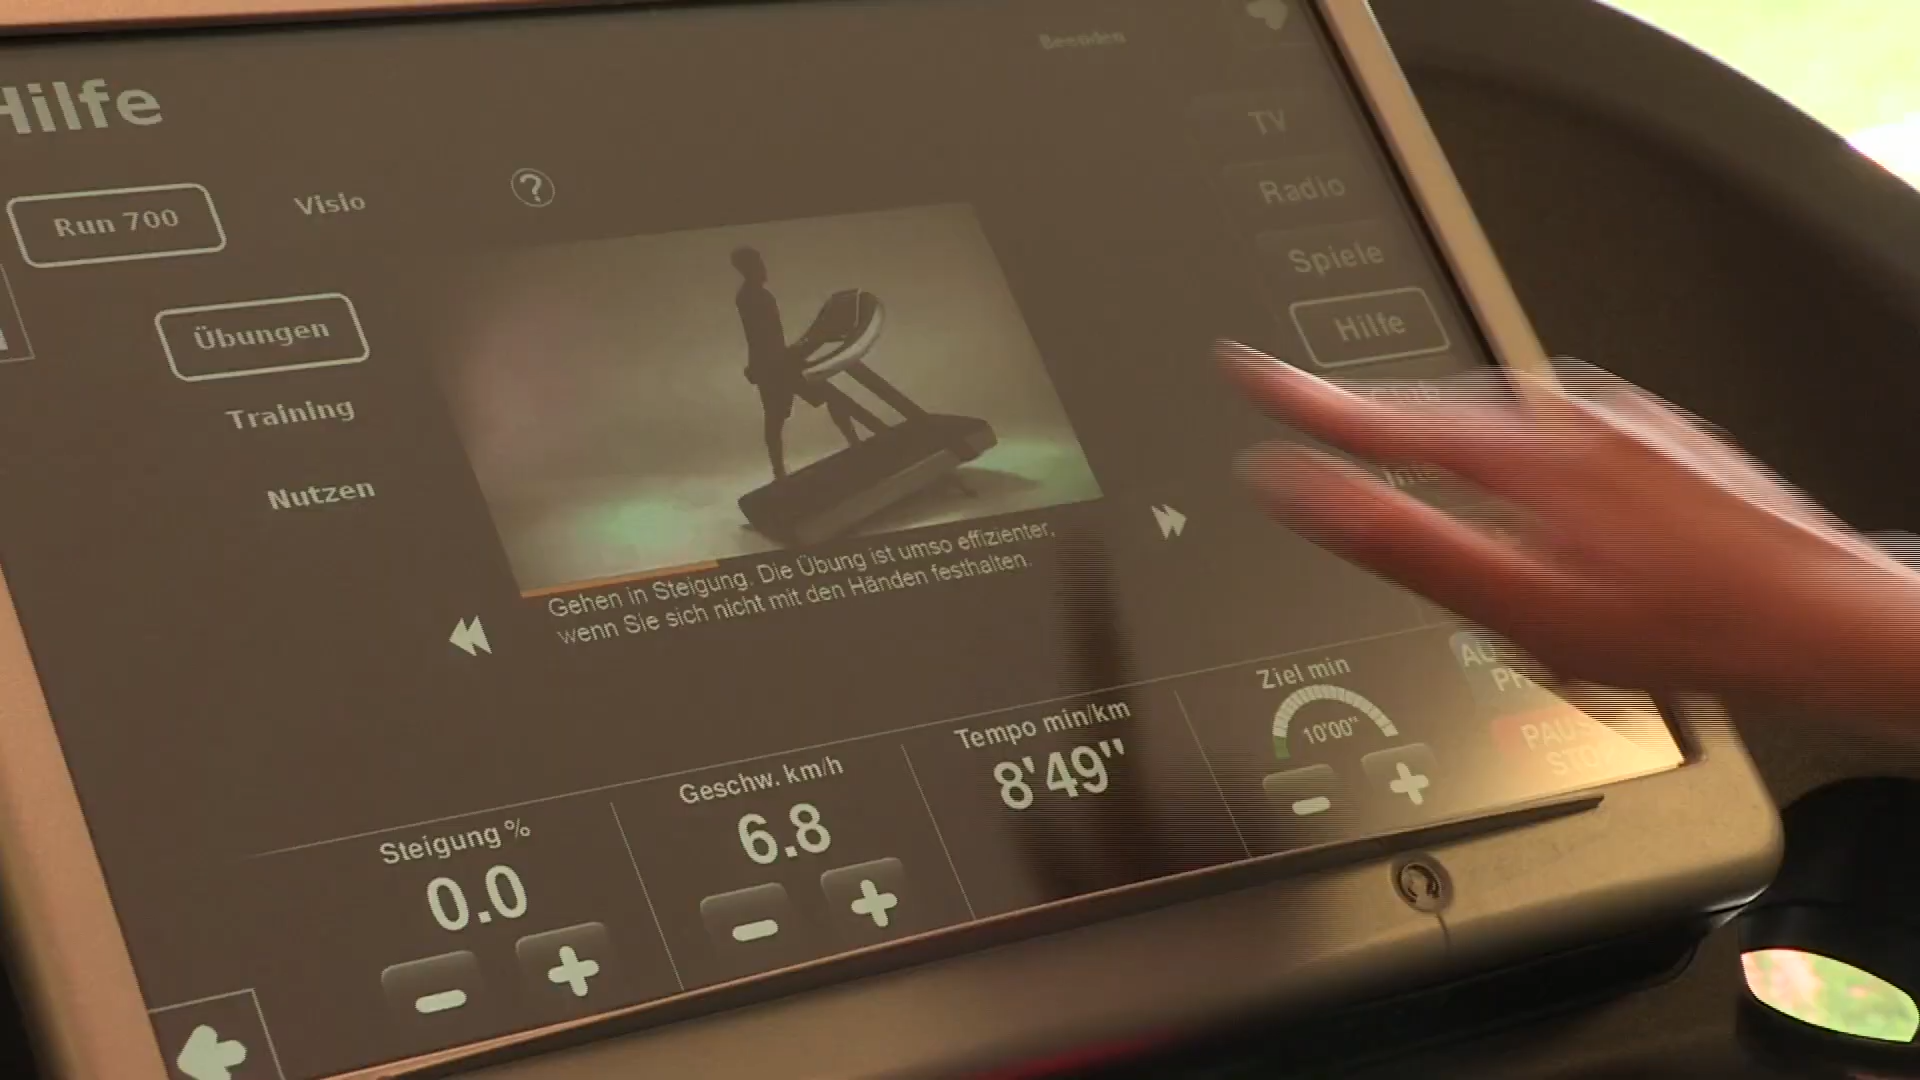 Hilfe
Beenden
Run 700
Visio
?
TV
Radio
Spiele
Hilfe
Übungen
Training
Nutzen
Gehen in Steigung. Die Übung ist umso effizienter,
wenn Sie sich nicht mit den Händen festhalten.
Steigung %
0.0
Geschw. km/h
6.8
Tempo min/km
8'49"
Ziel min
10'00"